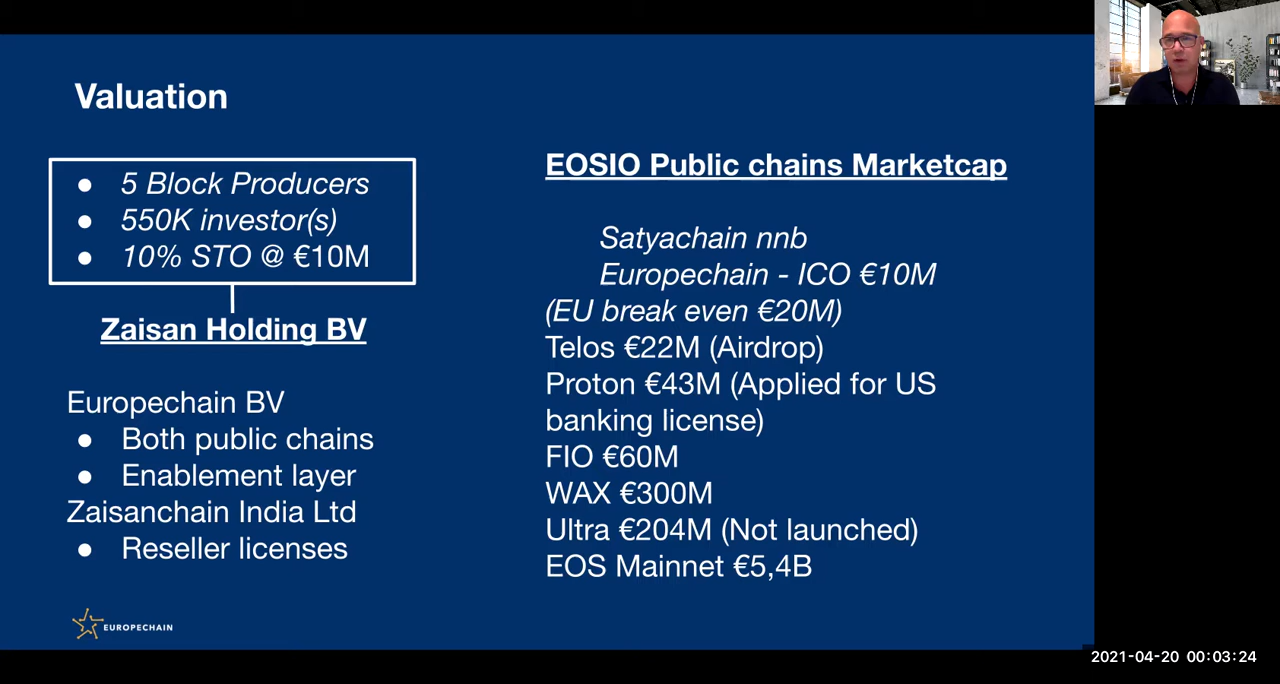 Valuation
● 5 Block Producers
● 550K investor(s)
● 10% STO @ €10M
Zaisan Holding BV
Europechain BV
● Both public chains
● Enablement layer
Zaisanchain India Ltd
● Reseller licenses
EUROPECHAIN
EOSIO Public chains Marketcap
Satyachain nnb
Europechain - ICO €10M
(EU break even €20M)
Telos €22M (Airdrop)
Proton €43M (Applied for US
banking license)
FIO €60M
WAX €300M
Ultra €204M (Not launched)
EOS Mainnet €5,4B
2021-04-20 00:03:24